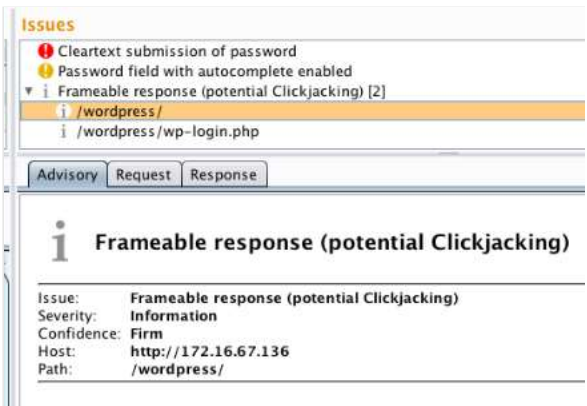 Issues
Cleartext submission of password
Password field with autocomplete enabled
Frameable response (potential Clickjacking) [2]
/wordpress/
/wordpress/wp-login.php
Advisory Request Response
Frameable response (potential Clickjacking)
Issue: Frameable response (potential Clickjacking)
Severity: Information
Confidence: Firm
Host: http://172.16.67.136
Path: /wordpress/